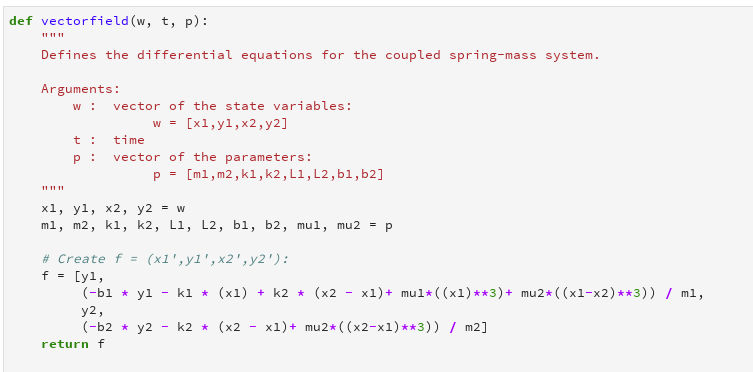 def vectorfield(w, t, p):
    """
    Defines the differential equations for the coupled spring-mass system.

    Arguments:
        w :  vector of the state variables:
                  w = [x1,y1,x2,y2]
        t :  time
        p :  vector of the parameters:
                  p = [m1,m2,k1,k2,L1,L2,b1,b2]
    """
    x1, y1, x2, y2 = w
    m1, m2, k1, k2, L1, L2, b1, b2, mu1, mu2 = p

    # Create f = (x1',y1',x2',y2'):
    f = [y1,
         (-b1 * y1 - k1 * (x1) + k2 * (x2 - x1)+ mu1*((x1)**3)+ mu2*((x1-x2)**3)) / m1,
         y2,
         (-b2 * y2 - k2 * (x2 - x1)+ mu2*((x2-x1)**3)) / m2]
    return f